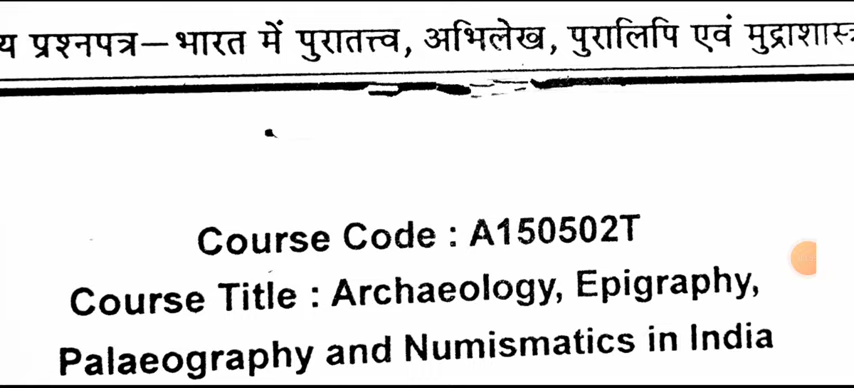 य प्रश्नपत्र—भारत में पुरातत्त्व, अभिलेख, पुरालिपि एवं मुद्राशास्त्र
Course Code : A150502T
Course Title : Archaeology, Epigraphy,
Palaeography and Numismatics in India